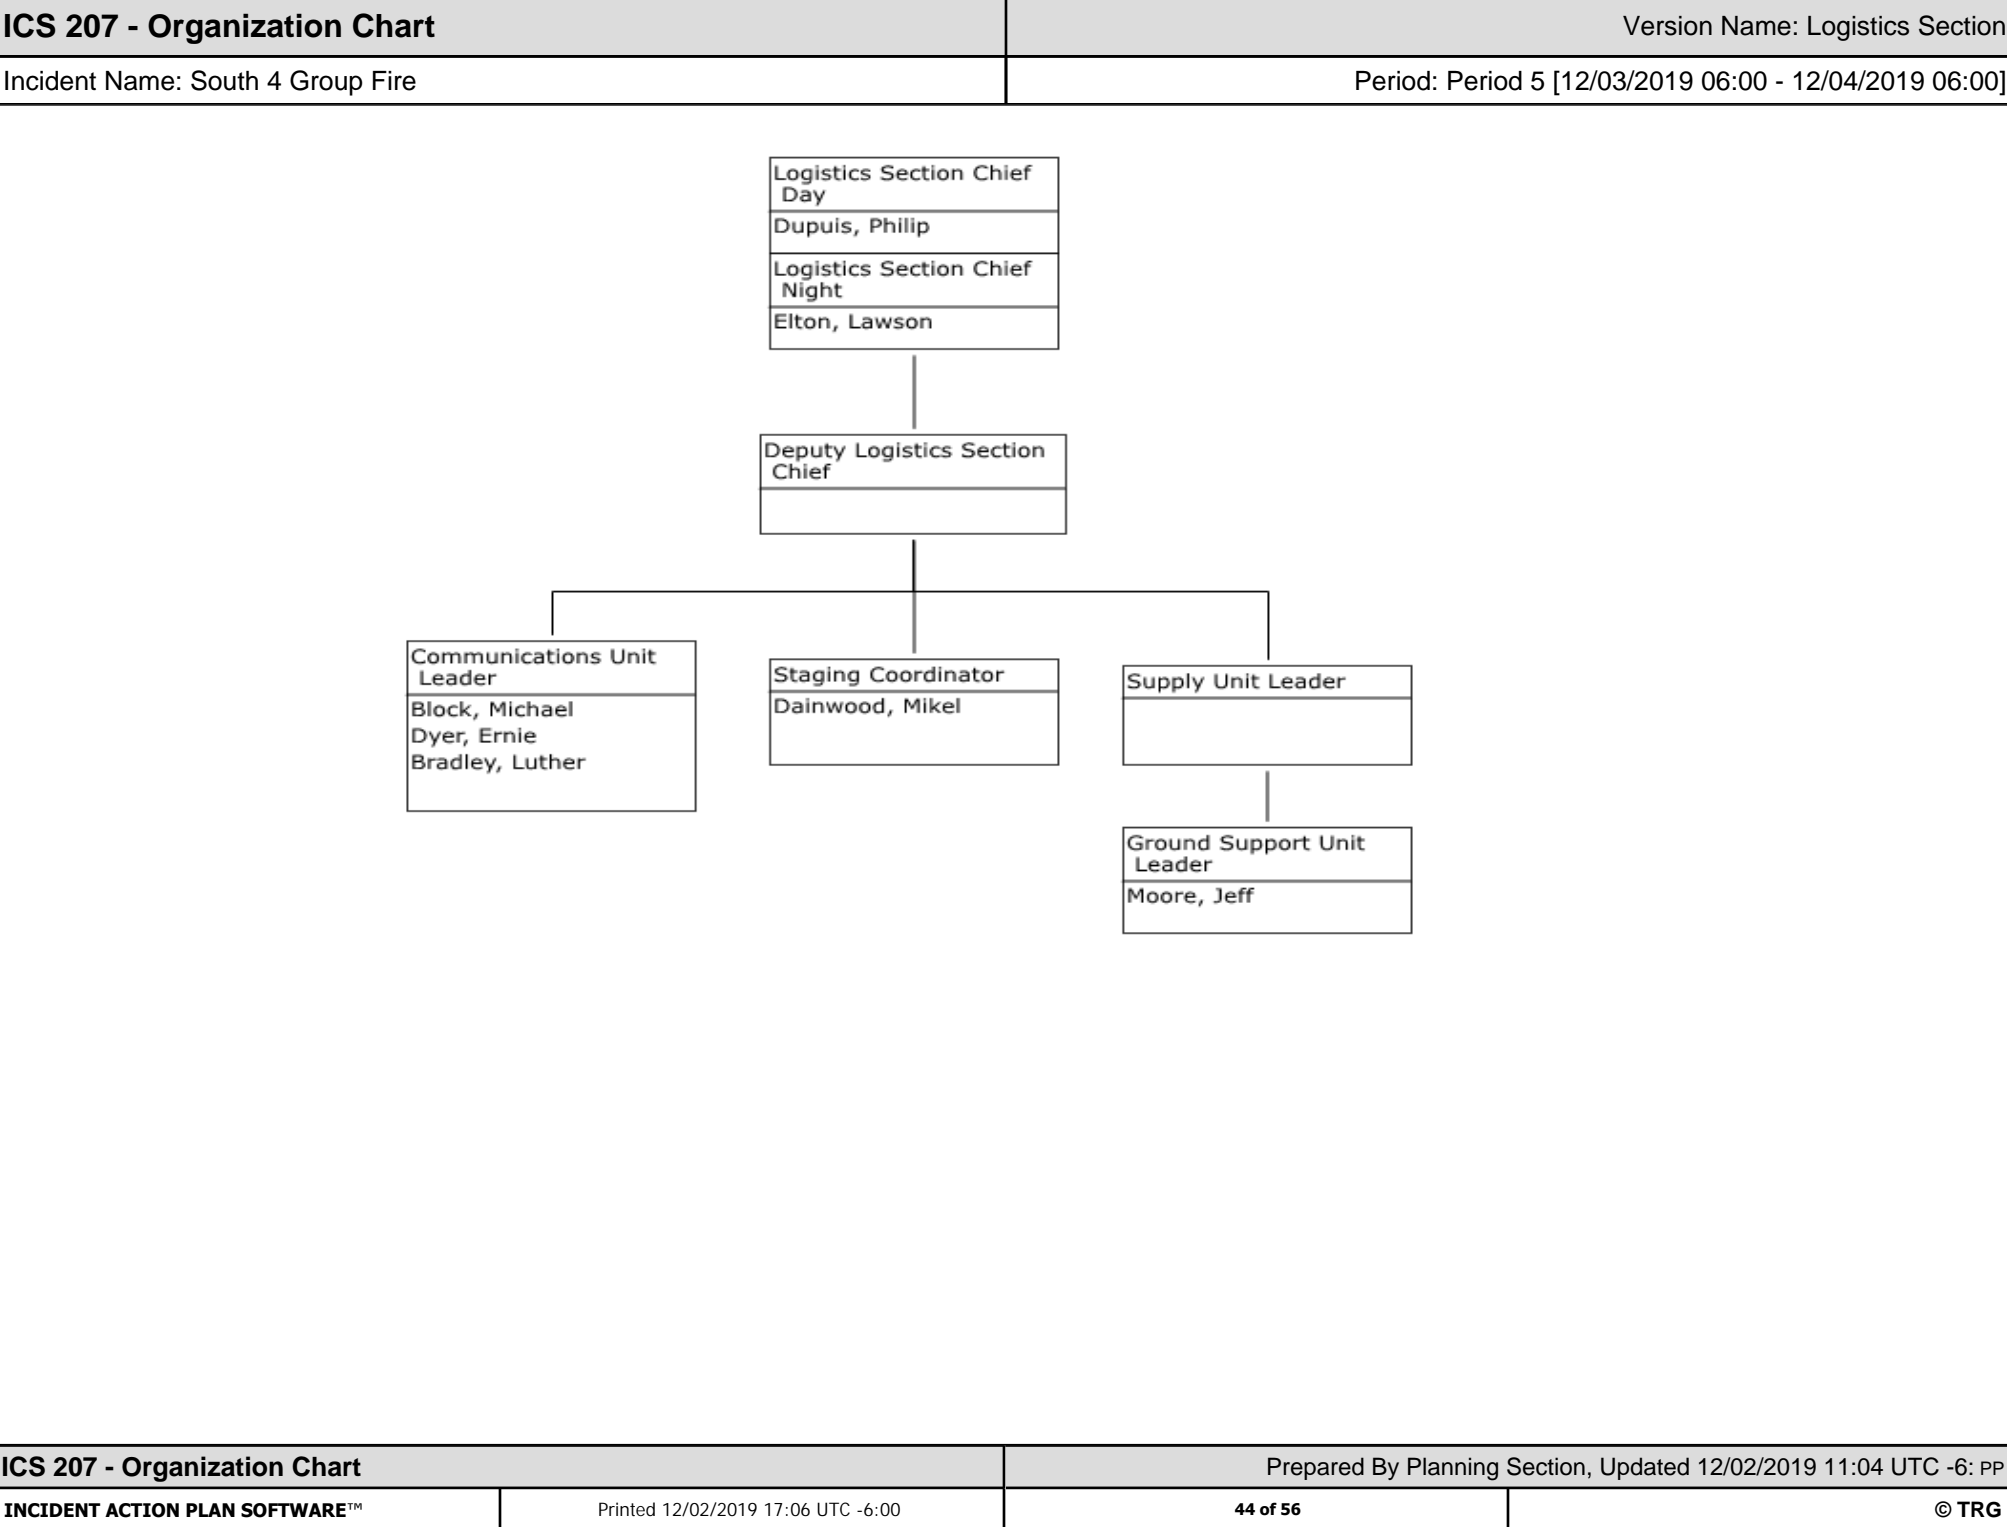 ICS 207 - Organization Chart
Version Name: Logistics Section
Incident Name: South 4 Group Fire
Period: Period 5 [12/03/2019 06:00 - 12/04/2019 06:00]
Logistics Section Chief
Day
Dupuis, Philip
Logistics Section Chief
Night
Elton, Lawson
Deputy Logistics Section
Chief
Communications Unit
Leader
Block, Michael
Dyer, Ernie
Bradley, Luther
Staging Coordinator
Dainwood, Mikel
Supply Unit Leader
Ground Support Unit
Leader
Moore, Jeff
ICS 207 - Organization Chart
Prepared By Planning Section, Updated 12/02/2019 11:04 UTC -6: PP
INCIDENT ACTION PLAN SOFTWARE™
Printed 12/02/2019 17:06 UTC -6:00
44 of 56
© TRG